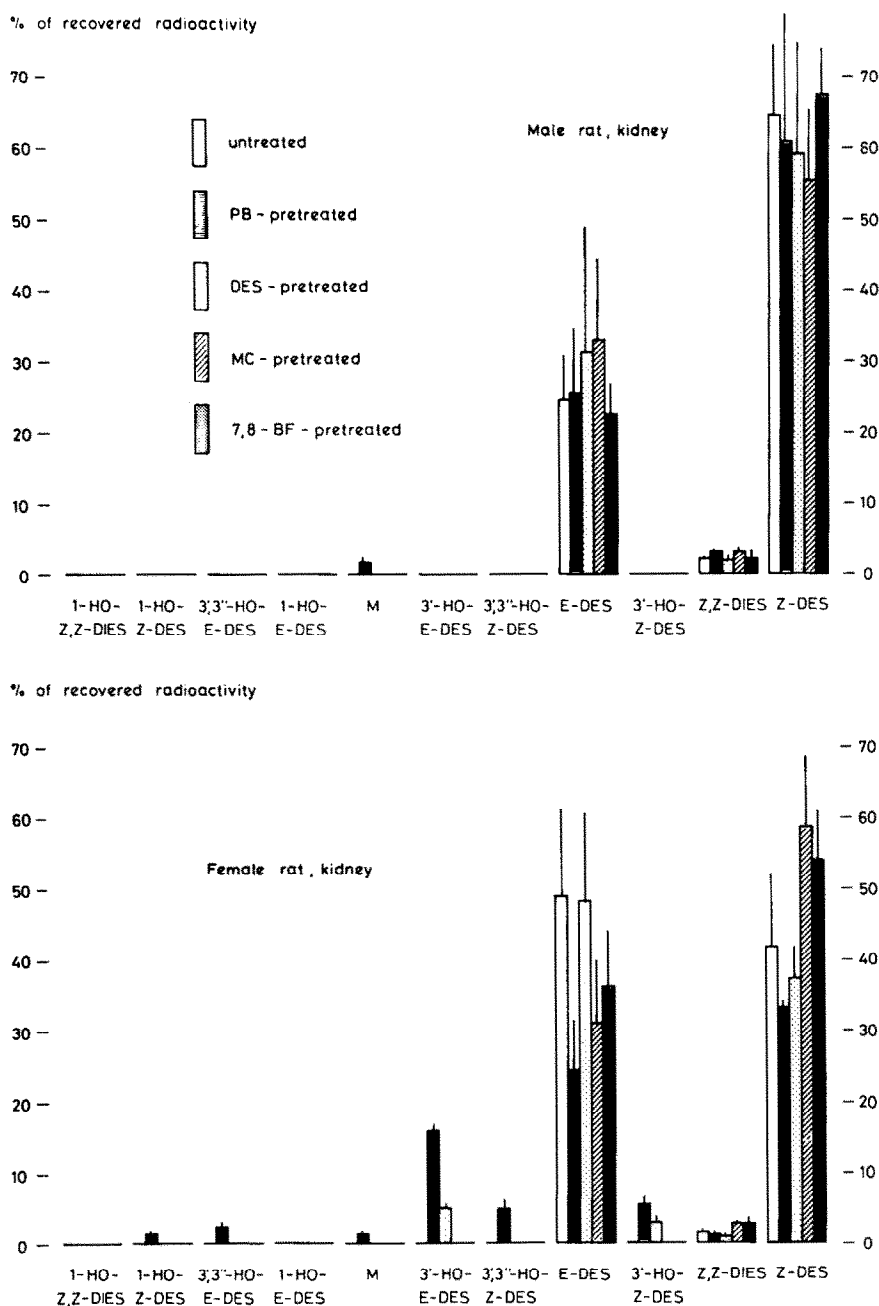 % of recovered radioactivity
70 –
60 –
50 –
40 –
30 –
20 –
10 –
0
untreated
PB - pretreated
DES - pretreated
MC - pretreated
7,8 - BF - pretreated
Male rat, kidney
– 70
– 60
– 50
– 40
– 30
– 20
– 10
0
1-HO- 1-HO- 3',3''-HO- 1-HO- M 3'-HO- 3',3''-HO- E-DES 3'-HO- Z,Z-DIES Z-DES
Z,Z-DIES Z-DES E-DES E-DES E-DES Z-DES Z-DES
% of recovered radioactivity
70 –
60 –
50 –
40 –
30 –
20 –
10 –
0
Female rat, kidney
– 70
– 60
– 50
– 40
– 30
– 20
– 10
0
1-HO- 1-HO- 3',3''-HO- 1-HO- M 3'-HO- 3',3''-HO- E-DES 3'-HO- Z,Z-DIES Z-DES
Z,Z-DIES Z-DES E-DES E-DES E-DES Z-DES Z-DES